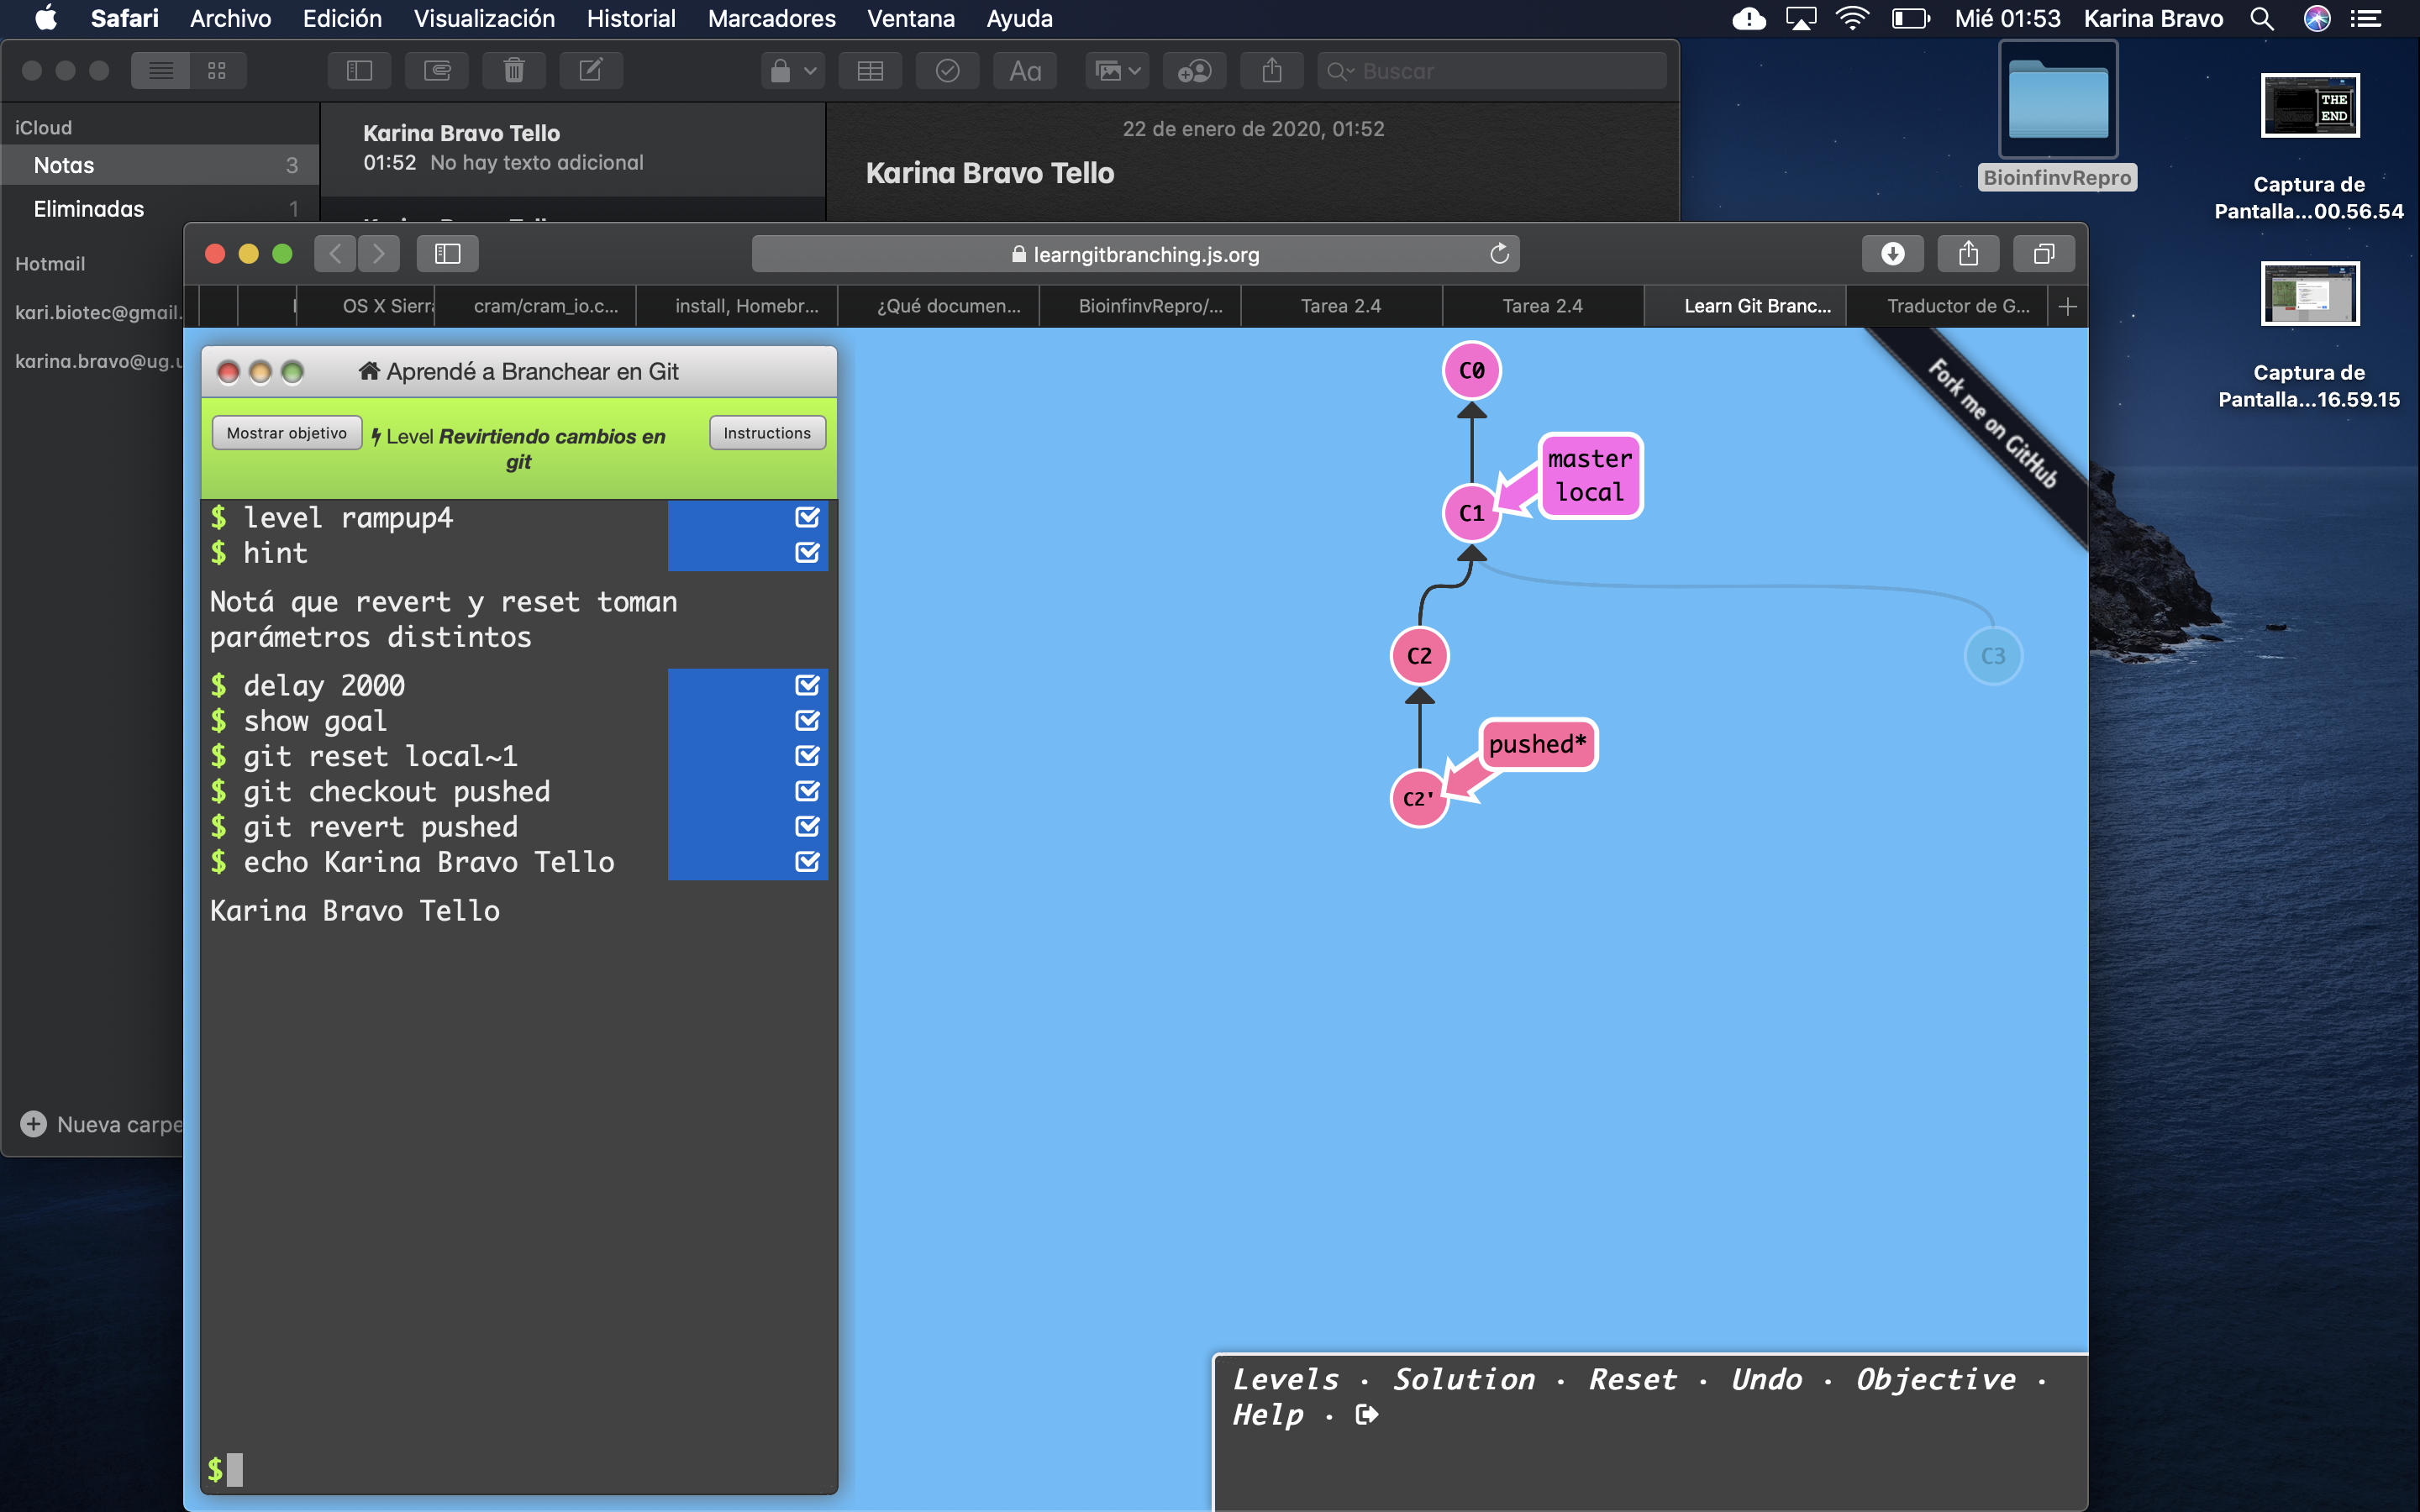 Safari Archivo Edición Visualización Historial Marcadores Ventana Ayuda Mié 01:53 Karina Bravo
Aa Buscar
iCloud
Notas 3
Eliminadas 1
Hotmail
kari.biotec@gmail.
karina.bravo@ug.u
Nueva carpe
Karina Bravo Tello
01:52 No hay texto adicional
22 de enero de 2020, 01:52
Karina Bravo Tello
BioinfinvRepro
THE
END
Captura de
Pantalla...00.56.54
Captura de
Pantalla...16.59.15
learngitbranching.js.org
OS X Sierr cram/cram_io.c... install, Homebr... ¿Qué documen... BioinfinvRepro/... Tarea 2.4 Tarea 2.4 Learn Git Branc... Traductor de G...
Aprendé a Branchear en Git
Mostrar objetivo Level Revirtiendo cambios en
git
Instructions
$ level rampup4
$ hint
Notá que revert y reset toman
parámetros distintos
$ delay 2000
$ show goal
$ git reset local~1
$ git checkout pushed
$ git revert pushed
$ echo Karina Bravo Tello
Karina Bravo Tello
$
C0
master
local
C1
C2
C3
pushed*
C2'
Fork me on GitHub
Levels · Solution · Reset · Undo · Objective ·
Help ·